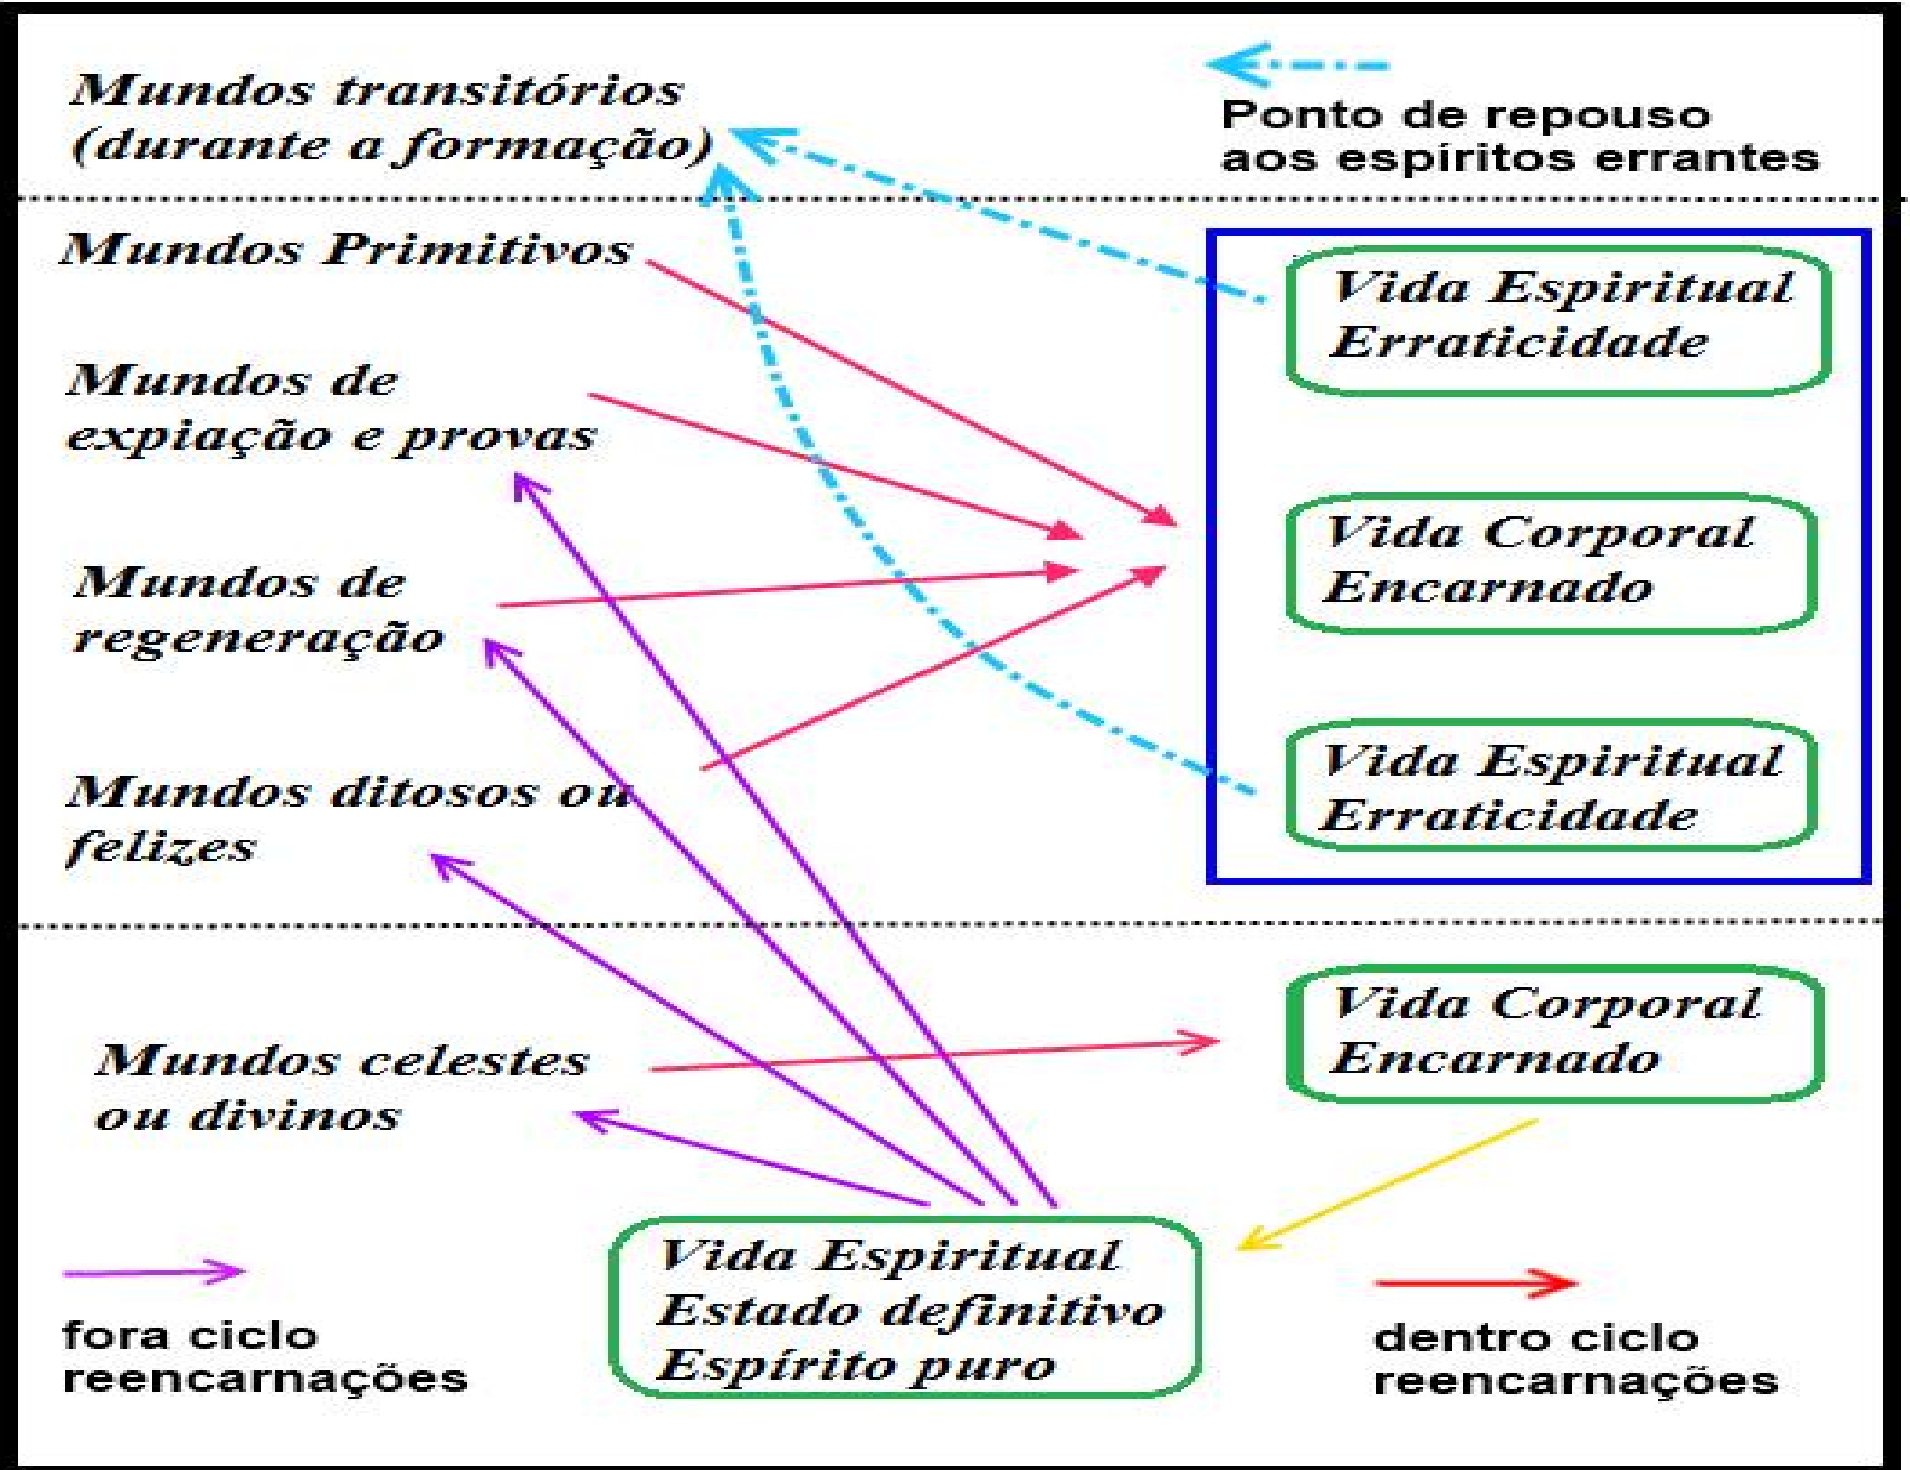 Mundos transitórios
(durante a formação)
Ponto de repouso
aos espíritos errantes
Mundos Primitivos
Mundos de
expiação e provas
Mundos de
regeneração
Mundos ditosos ou
felizes
Vida Espiritual
Erraticidade
Vida Corporal
Encarnado
Vida Espiritual
Erraticidade
Mundos celestes
ou divinos
Vida Corporal
Encarnado
Vida Espiritual
Estado definitivo
Espírito puro
fora ciclo
reencarnações
dentro ciclo
reencarnações